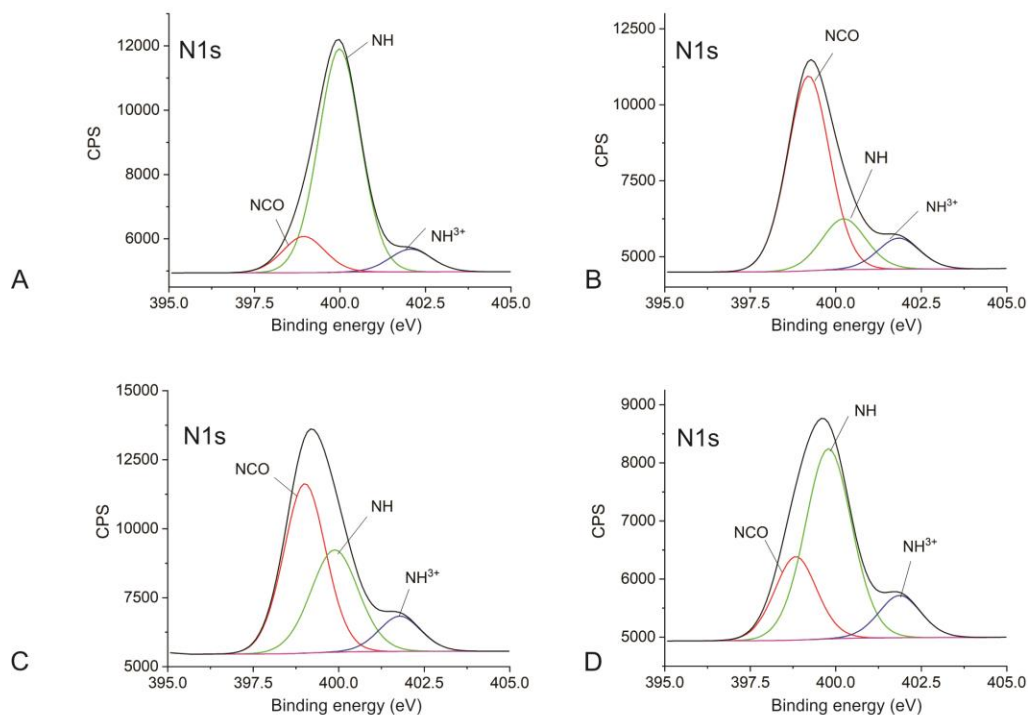 N1s
NH
NCO
NH³⁺
CPS
12000
9000
6000
395.0 397.5 400.0 402.5 405.0
Binding energy (eV)
A
N1s
NCO
NH
NH³⁺
CPS
12500
10000
7500
5000
395.0 397.5 400.0 402.5 405.0
Binding energy (eV)
B
N1s
NCO
NH
NH³⁺
CPS
15000
12500
10000
7500
5000
395.0 397.5 400.0 402.5 405.0
Binding energy (eV)
C
N1s
NH
NCO
NH³⁺
CPS
9000
8000
7000
6000
5000
395.0 397.5 400.0 402.5 405.0
Binding energy (eV)
D